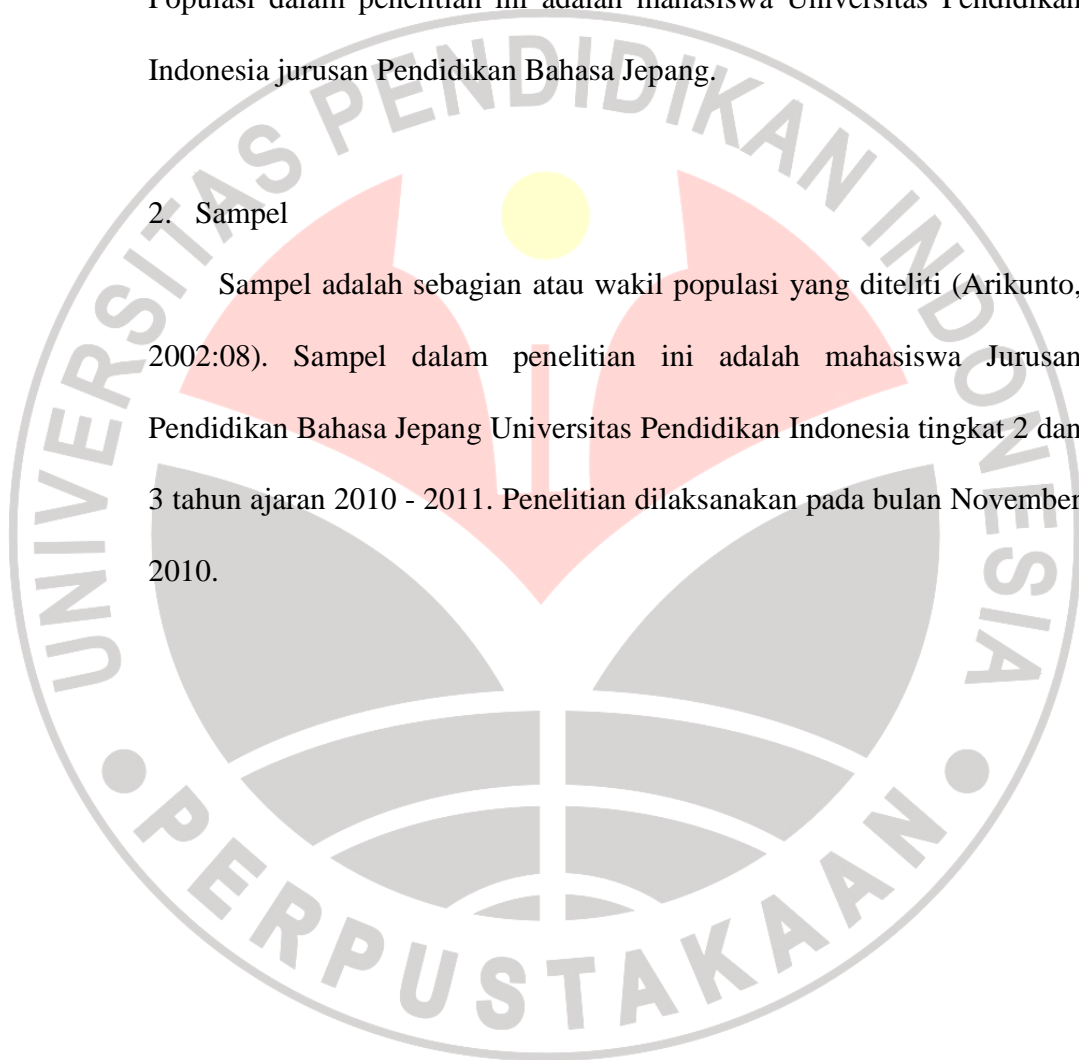 Populasi dalam penelitian ini adalah mahasiswa Universitas Pendidikan
Indonesia jurusan Pendidikan Bahasa Jepang.
2. Sampel
Sampel adalah sebagian atau wakil populasi yang diteliti (Arikunto,
2002:08). Sampel dalam penelitian ini adalah mahasiswa Jurusan
Pendidikan Bahasa Jepang Universitas Pendidikan Indonesia tingkat 2 dan
3 tahun ajaran 2010 - 2011. Penelitian dilaksanakan pada bulan November
2010.
UNIVERSITAS PENDIDIKAN INDONESIA
PERPUSTAKAAN